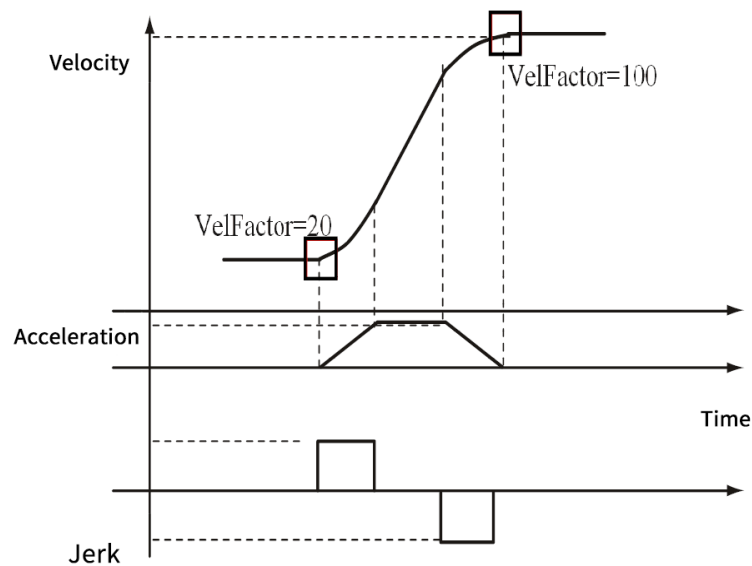 Velocity
VelFactor=100
VelFactor=20
Acceleration
Time
Jerk